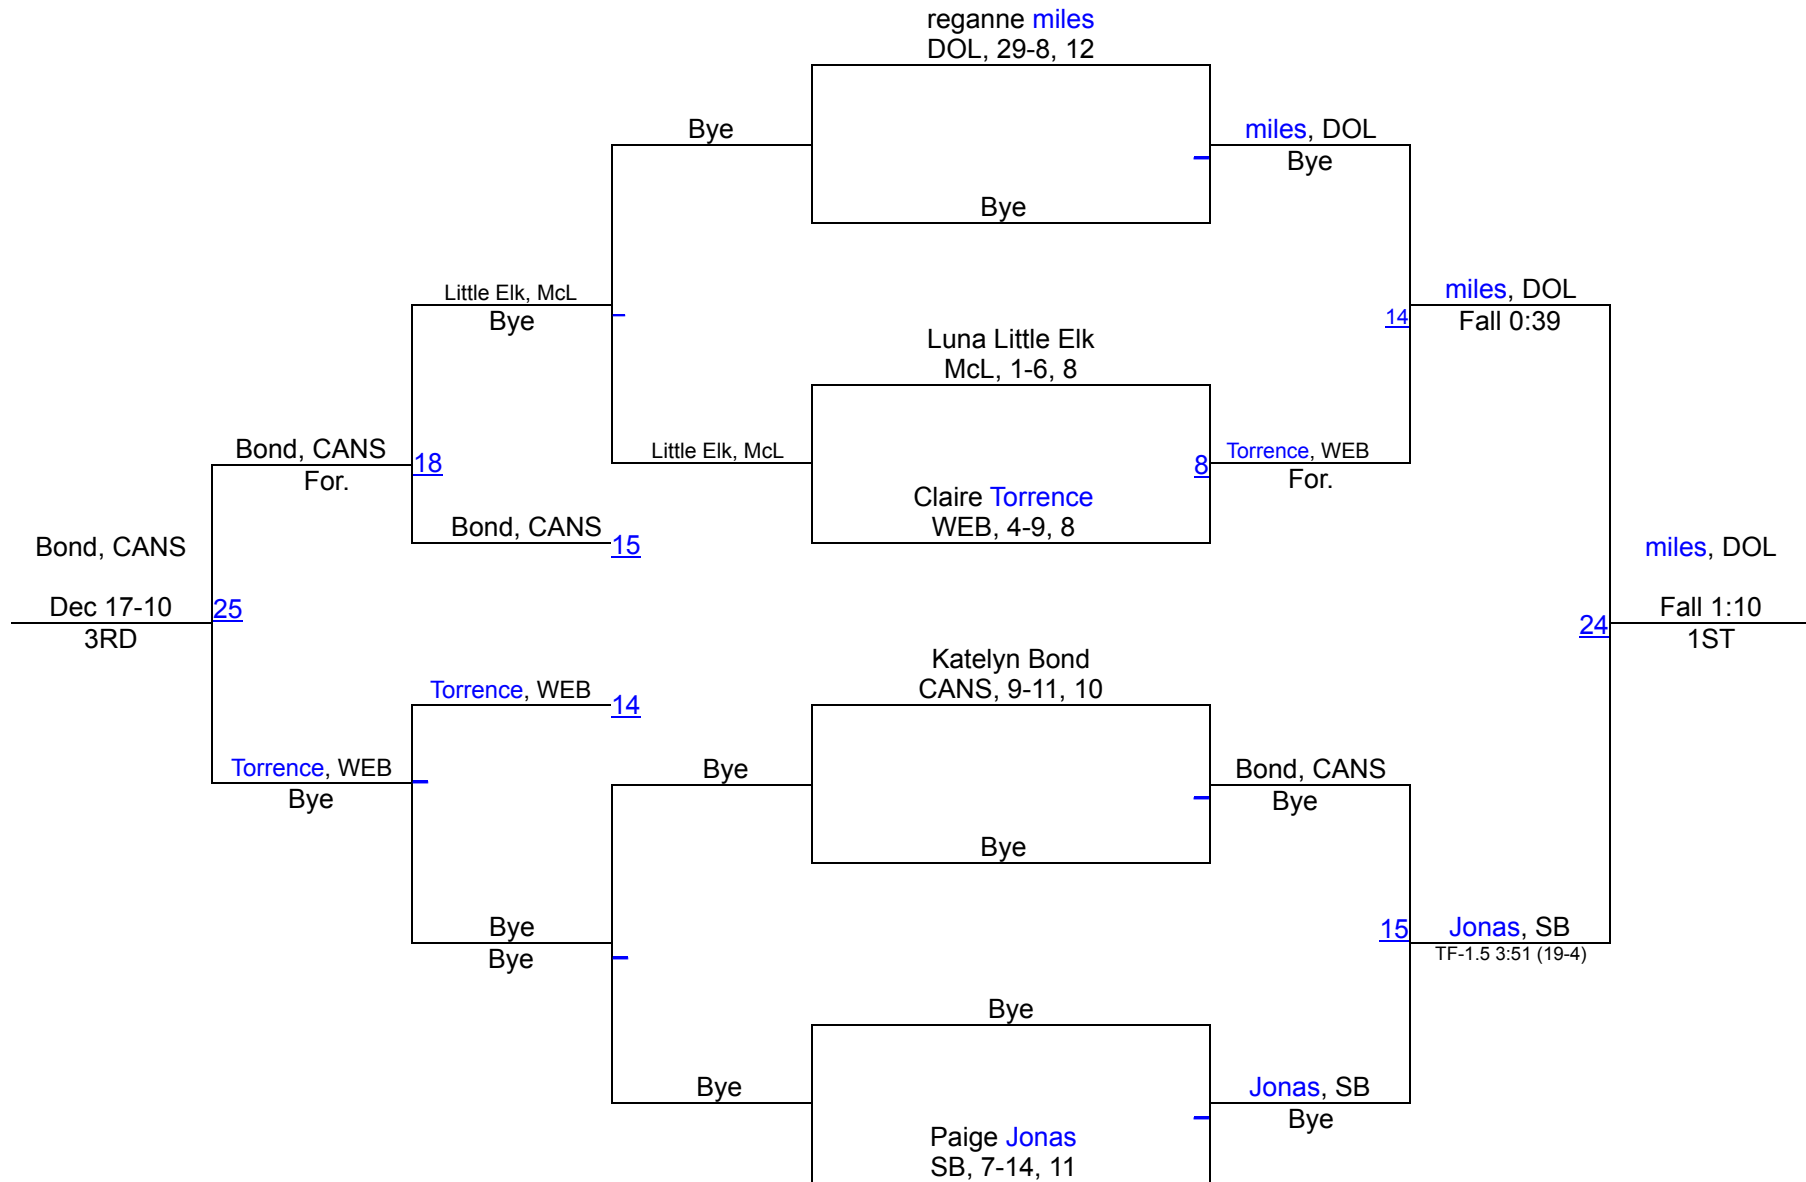 reganne miles
DOL, 29-8, 12
Bye
miles, DOL
Bye
Bye
Little Elk, McL
Bye
miles, DOL
14
Fall 0:39
Luna Little Elk
McL, 1-6, 8
Bond, CANS
18
For.
Little Elk, McL
8
Torrence, WEB
For.
Claire Torrence
WEB, 4-9, 8
Bond, CANS
15
Bond, CANS
miles, DOL
Dec 17-10
25
3RD
Fall 1:10
24
1ST
Katelyn Bond
CANS, 9-11, 10
Torrence, WEB
14
Torrence, WEB
Bye
Bye
Bond, CANS
Bye
Bye
Bye
Bye
15
Jonas, SB
TF-1.5 3:51 (19-4)
Bye
Bye
Jonas, SB
Bye
Paige Jonas
SB, 7-14, 11